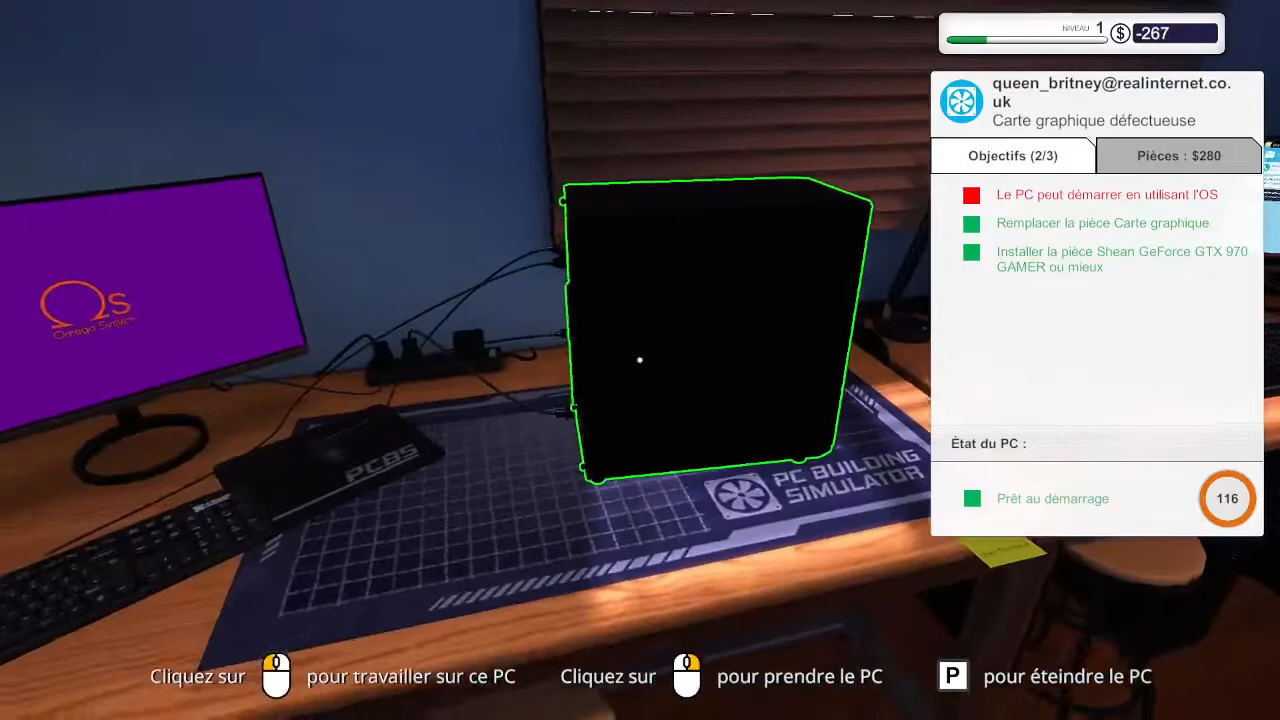 NIVEAU 1
$ -267
queen_britney@realinternet.co.
uk
Carte graphique défectueuse
Objectifs (2/3)
Pièces : $280
Le PC peut démarrer en utilisant l'OS
Remplacer la pièce Carte graphique
Installer la pièce Shean GeForce GTX 970
GAMER ou mieux
État du PC :
Prêt au démarrage
116
Ωs
Omega System
PCBS
PC BUILDING
SIMULATOR
Cliquez sur pour travailler sur ce PC
Cliquez sur pour prendre le PC
P pour éteindre le PC